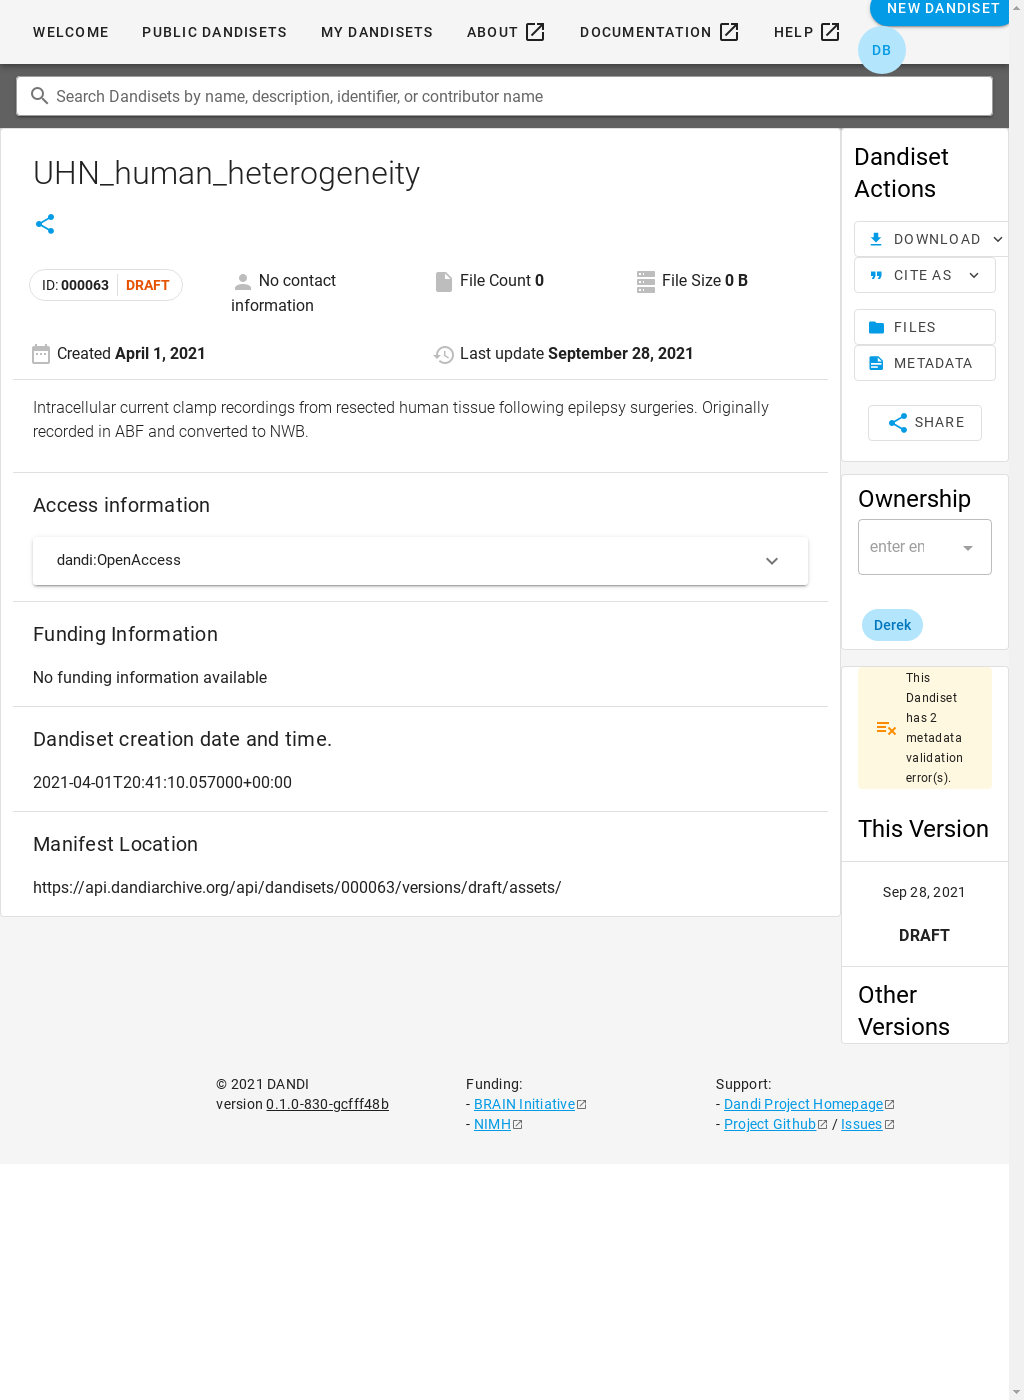 WELCOME PUBLIC DANDISETS MY DANDISETS ABOUT DOCUMENTATION HELP NEW DANDISET
DB
Search Dandisets by name, description, identifier, or contributor name
UHN_human_heterogeneity
ID: 000063 DRAFT
No contact information
File Count 0
File Size 0 B
Created April 1, 2021
Last update September 28, 2021
Intracellular current clamp recordings from resected human tissue following epilepsy surgeries. Originally
recorded in ABF and converted to NWB.
Access information
dandi:OpenAccess
Funding Information
No funding information available
Dandiset creation date and time.
2021-04-01T20:41:10.057000+00:00
Manifest Location
https://api.dandiarchive.org/api/dandisets/000063/versions/draft/assets/
Dandiset
Actions
DOWNLOAD
CITE AS
FILES
METADATA
SHARE
Ownership
enter en
Derek
This
Dandiset
has 2
metadata
validation
error(s).
This Version
Sep 28, 2021
DRAFT
Other
Versions
© 2021 DANDI
version 0.1.0-830-gcfff48b
Funding:
- BRAIN Initiative
- NIMH
Support:
- Dandi Project Homepage
- Project Github / Issues